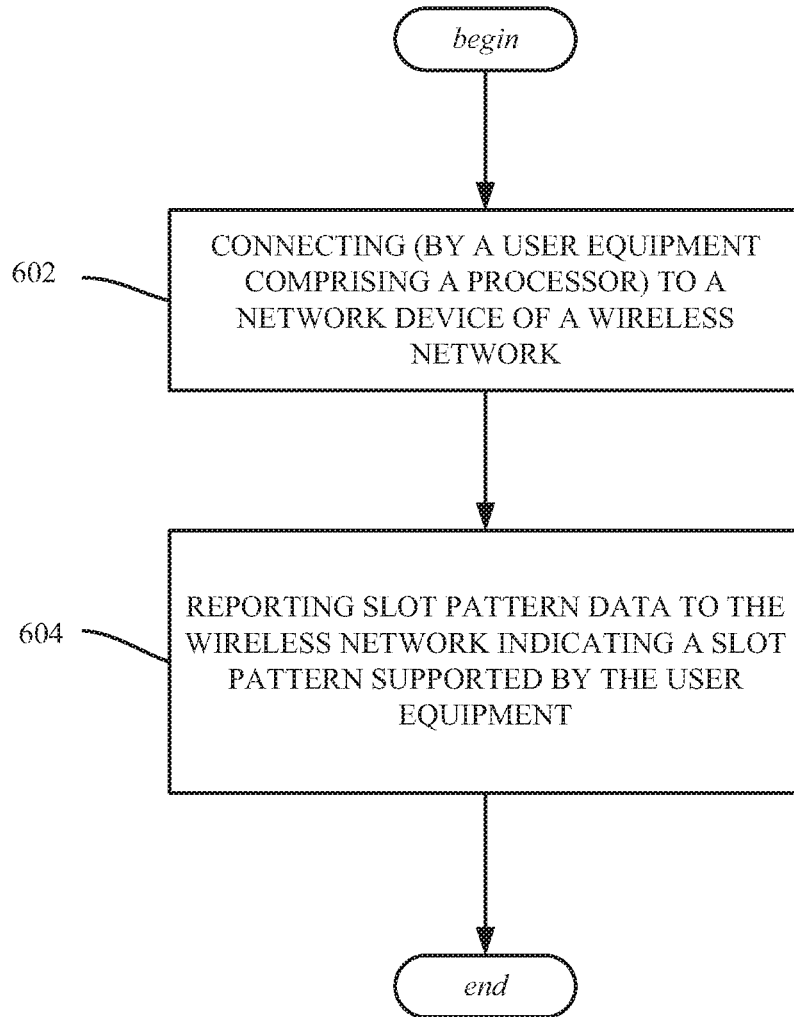 begin
602
CONNECTING (BY A USER EQUIPMENT
COMPRISING A PROCESSOR) TO A
NETWORK DEVICE OF A WIRELESS
NETWORK
604
REPORTING SLOT PATTERN DATA TO THE
WIRELESS NETWORK INDICATING A SLOT
PATTERN SUPPORTED BY THE USER
EQUIPMENT
end